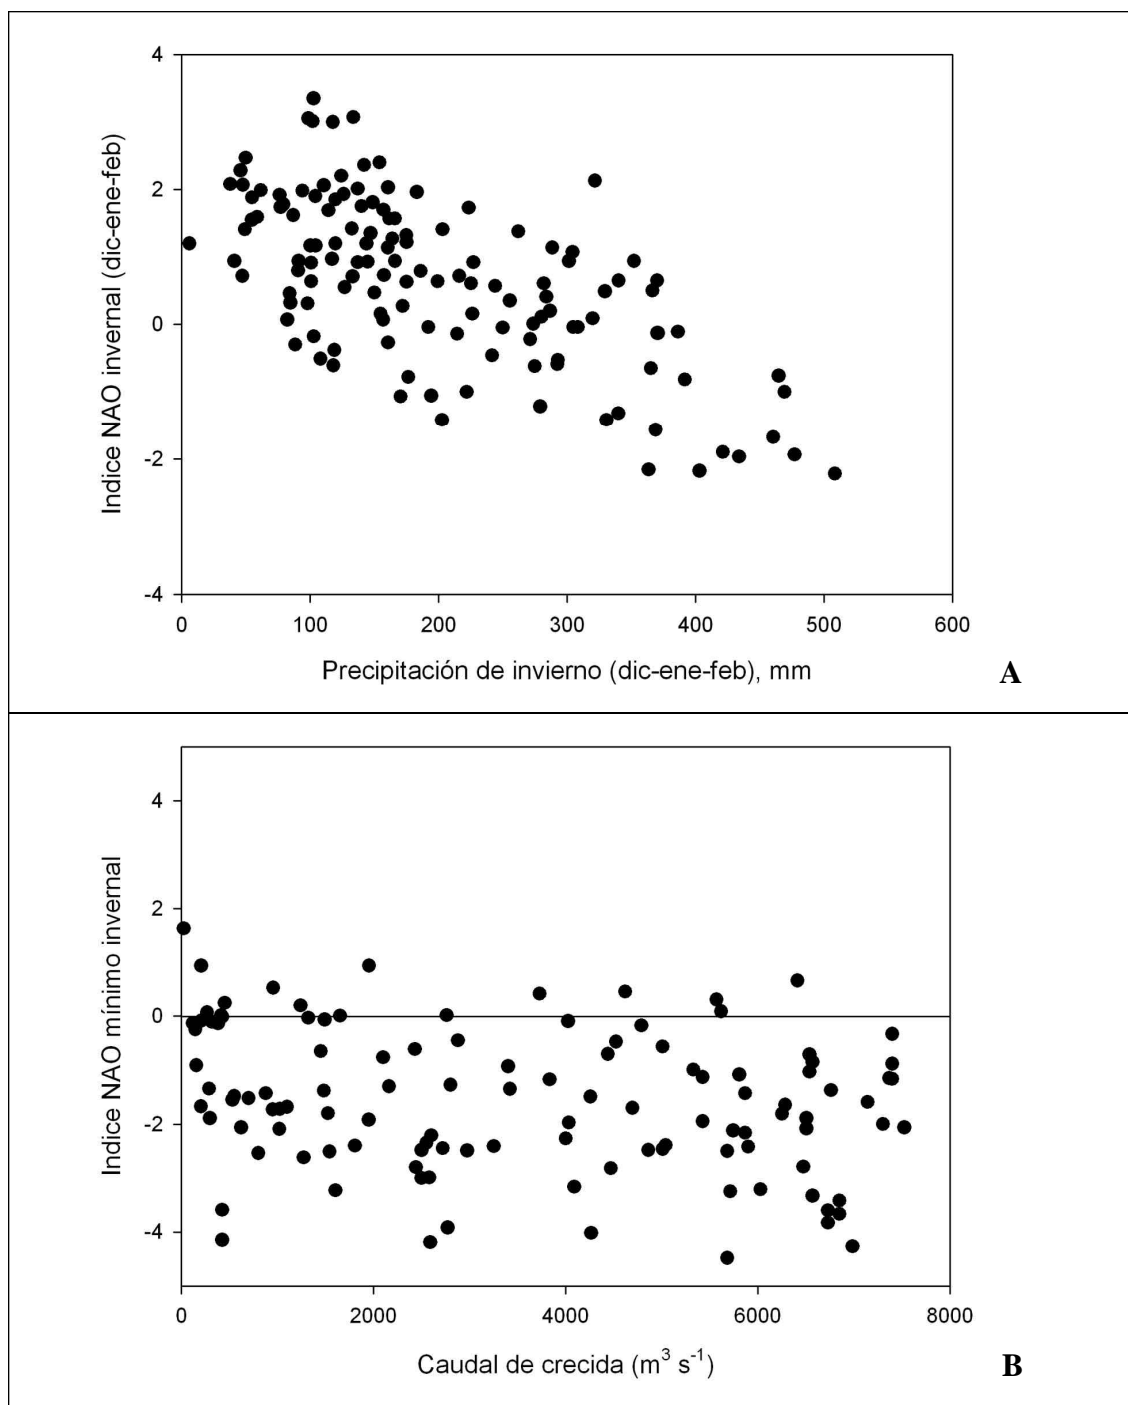 4
2
0
-2
-4
Indice NAO invernal (dic-ene-feb)
0 100 200 300 400 500 600
Precipitación de invierno (dic-ene-feb), mm
A
4
2
0
-2
-4
Indice NAO mínimo invernal
0 2000 4000 6000 8000
Caudal de crecida (m³ s⁻¹)
B